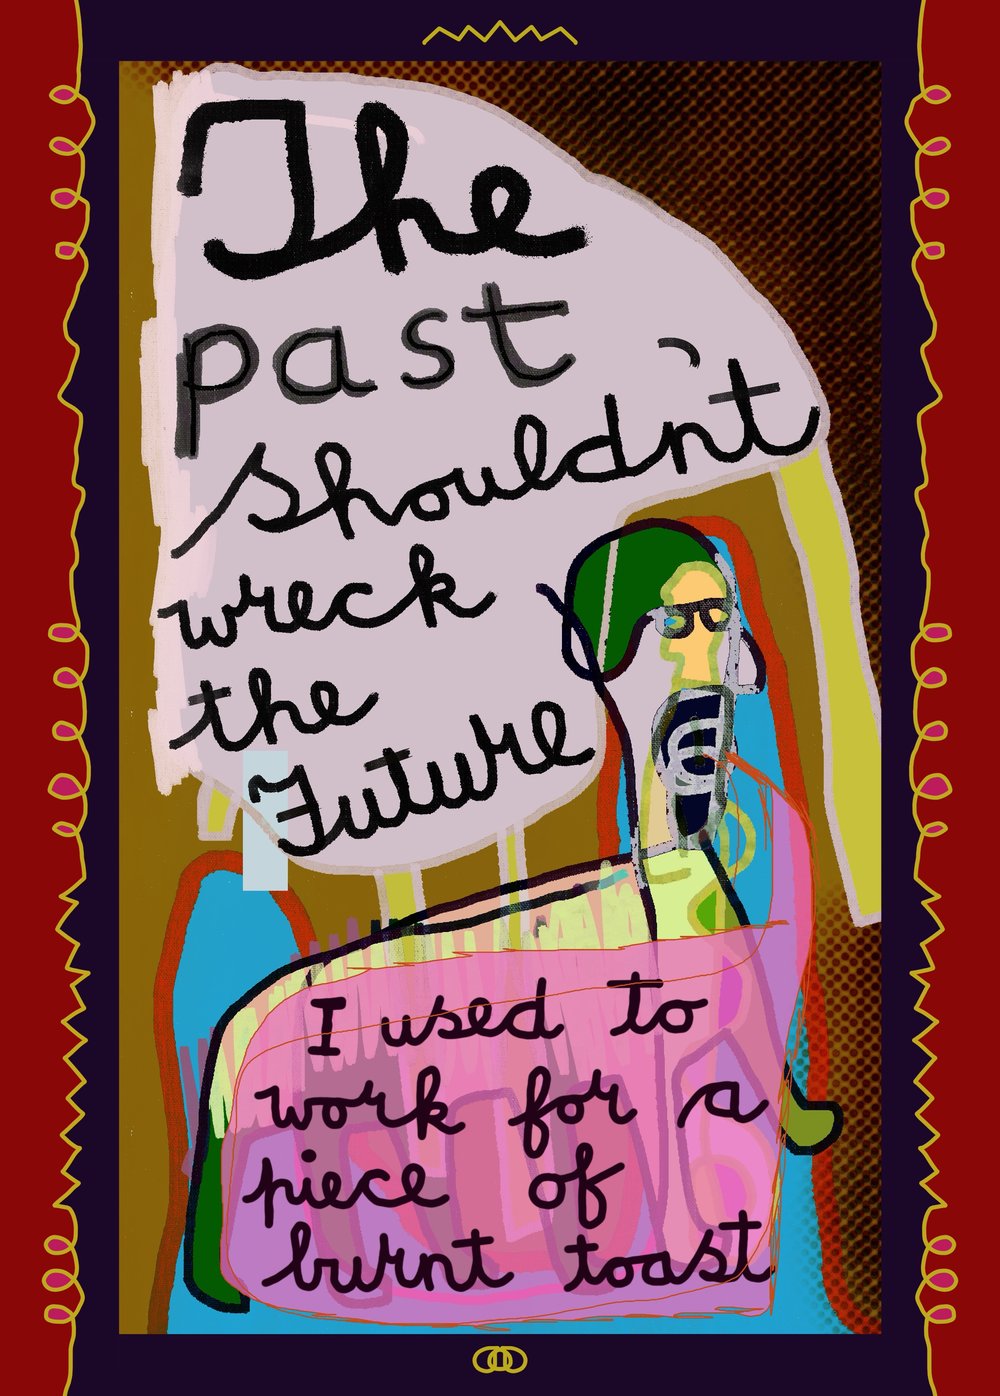 The
past
Shouldn't
wreck
the
Future
I used to
work for a
piece of
burnt toast